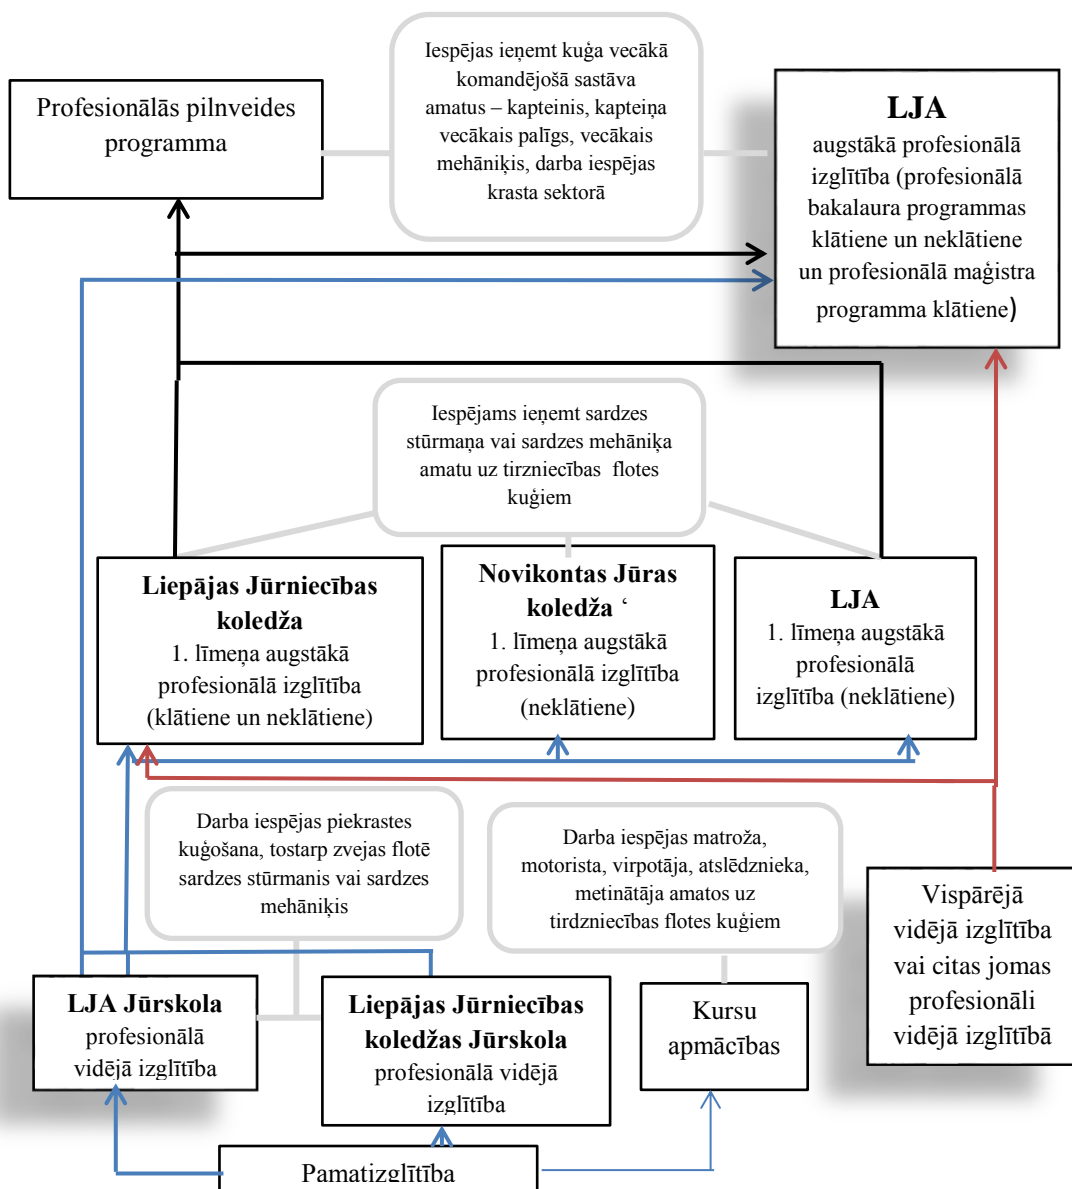 Iespējas ieņemt kuģa vecākā
komandējošā sastāva
amatus – kapteinis, kapteiņa
vecākais palīgs, vecākais
mehāniķis, darba iespējas
krasta sektorā
Profesionālās pilnveides
programma
LJA
augstākā profesionālā
izglītība (profesionālā
bakalaura programmas
klātiene un neklātiene
un profesionālā maģistra
programma klātiene)
Iespējams ieņemt sardzes
stūrmaņa vai sardzes mehāniķa
amatu uz tirzniecības flotes
kuģiem
Liepājas Jūrniecības
koledža
1. līmeņa augstākā
profesionālā izglītība
(klātiene un neklātiene)
Novikontas Jūras
koledža ‘
1. līmeņa augstākā
profesionālā izglītība
(neklātiene)
LJA
1. līmeņa augstākā
profesionālā
izglītība (neklātiene)
Darba iespējas piekrastes
kuģošana, tostarp zvejas flotē
sardzes stūrmanis vai sardzes
mehāniķis
Darba iespējas matroža,
motorista, virpotāja, atslēdznieka,
metinātāja amatos uz
tirdzniecības flotes kuģiem
Vispārējā
vidējā izglītība
vai citas jomas
profesionāli
vidējā izglītībā
LJA Jūrskola
profesionālā
vidējā izglītība
Liepājas Jūrniecības
koledžas Jūrskola
profesionālā vidējā
izglītība
Kursu
apmācības
Pamatizglītība